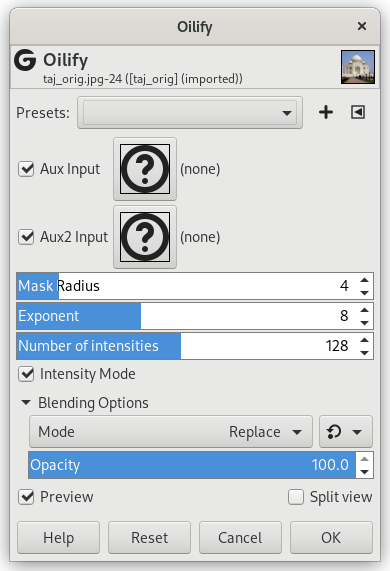 Oilify
Oilify
taj_orig.jpg-24 ([taj_orig] (imported))
Presets:
Aux Input (none)
Aux2 Input (none)
Mask Radius 4
Exponent 8
Number of intensities 128
Intensity Mode
Blending Options
Mode Replace
Opacity 100.0
Preview Split view
Help Reset Cancel OK